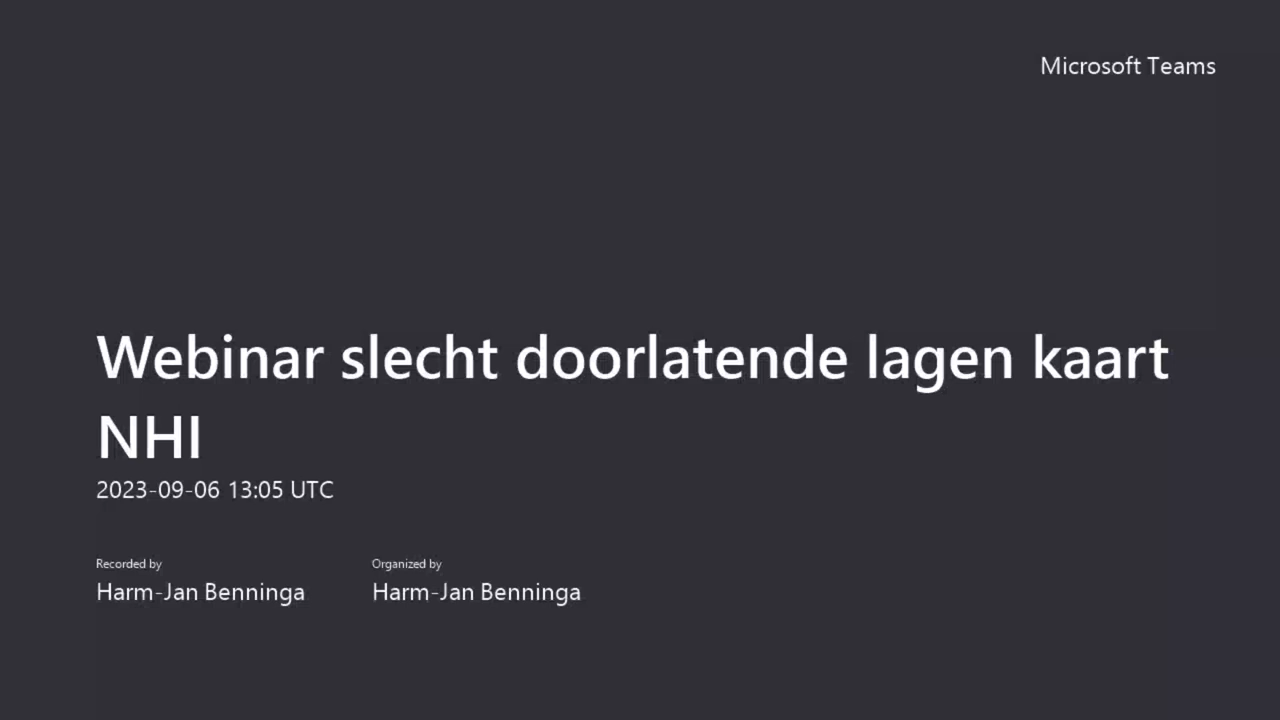 Microsoft Teams
Webinar slecht doorlatende lagen kaart
NHI
2023-09-06 13:05 UTC
Recorded by
Harm-Jan Benninga
Organized by
Harm-Jan Benninga